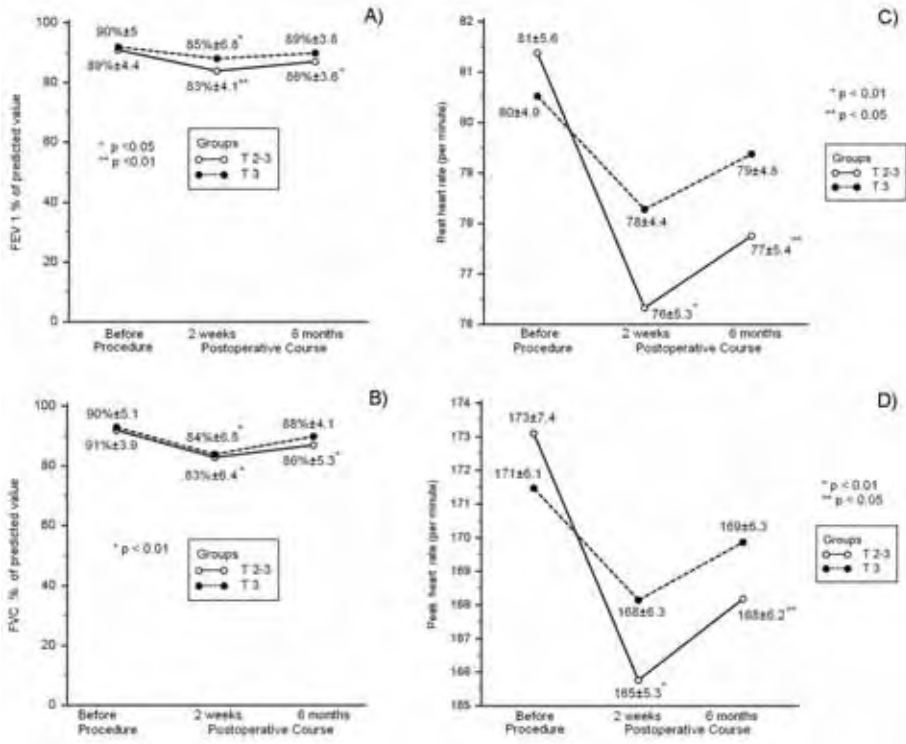 A)
FEV 1 % of predicted value
100
80
60
40
20
0
90%±5
85%±6.8*
89%±3.8
89%±4.4
83%±4.1**
86%±3.6*
* p <0.05
** p <0.01
Groups
T 2-3
T 3
Before
Procedure
2 weeks
6 months
Postoperative Course
C)
Rest heart rate (per minute)
82
81
80
79
78
76
76
81±5.6
80±4.9
78±4.4
79±4.8
76±5.3*
77±5.4**
* p < 0.01
** p < 0.05
Groups
T 2-3
T 3
Before
Procedure
2 weeks
6 months
Postoperative Course
B)
FVC % of predicted value
100
80
60
40
20
0
90%±5.1
91%±3.9
84%±6.5*
88%±4.1
83%±6.4*
86%±5.3*
* p < 0.01
Groups
T 2-3
T 3
Before
Procedure
2 weeks
6 months
Postoperative Course
D)
Peak heart rate (per minute)
174
173
172
171
170
169
168
167
166
165
173±7.4
171±6.1
168±6.3
169±6.3
165±5.3*
168±6.2**
* p < 0.01
** p < 0.05
Groups
T 2-3
T 3
Before
Procedure
2 weeks
6 months
Postoperative Course